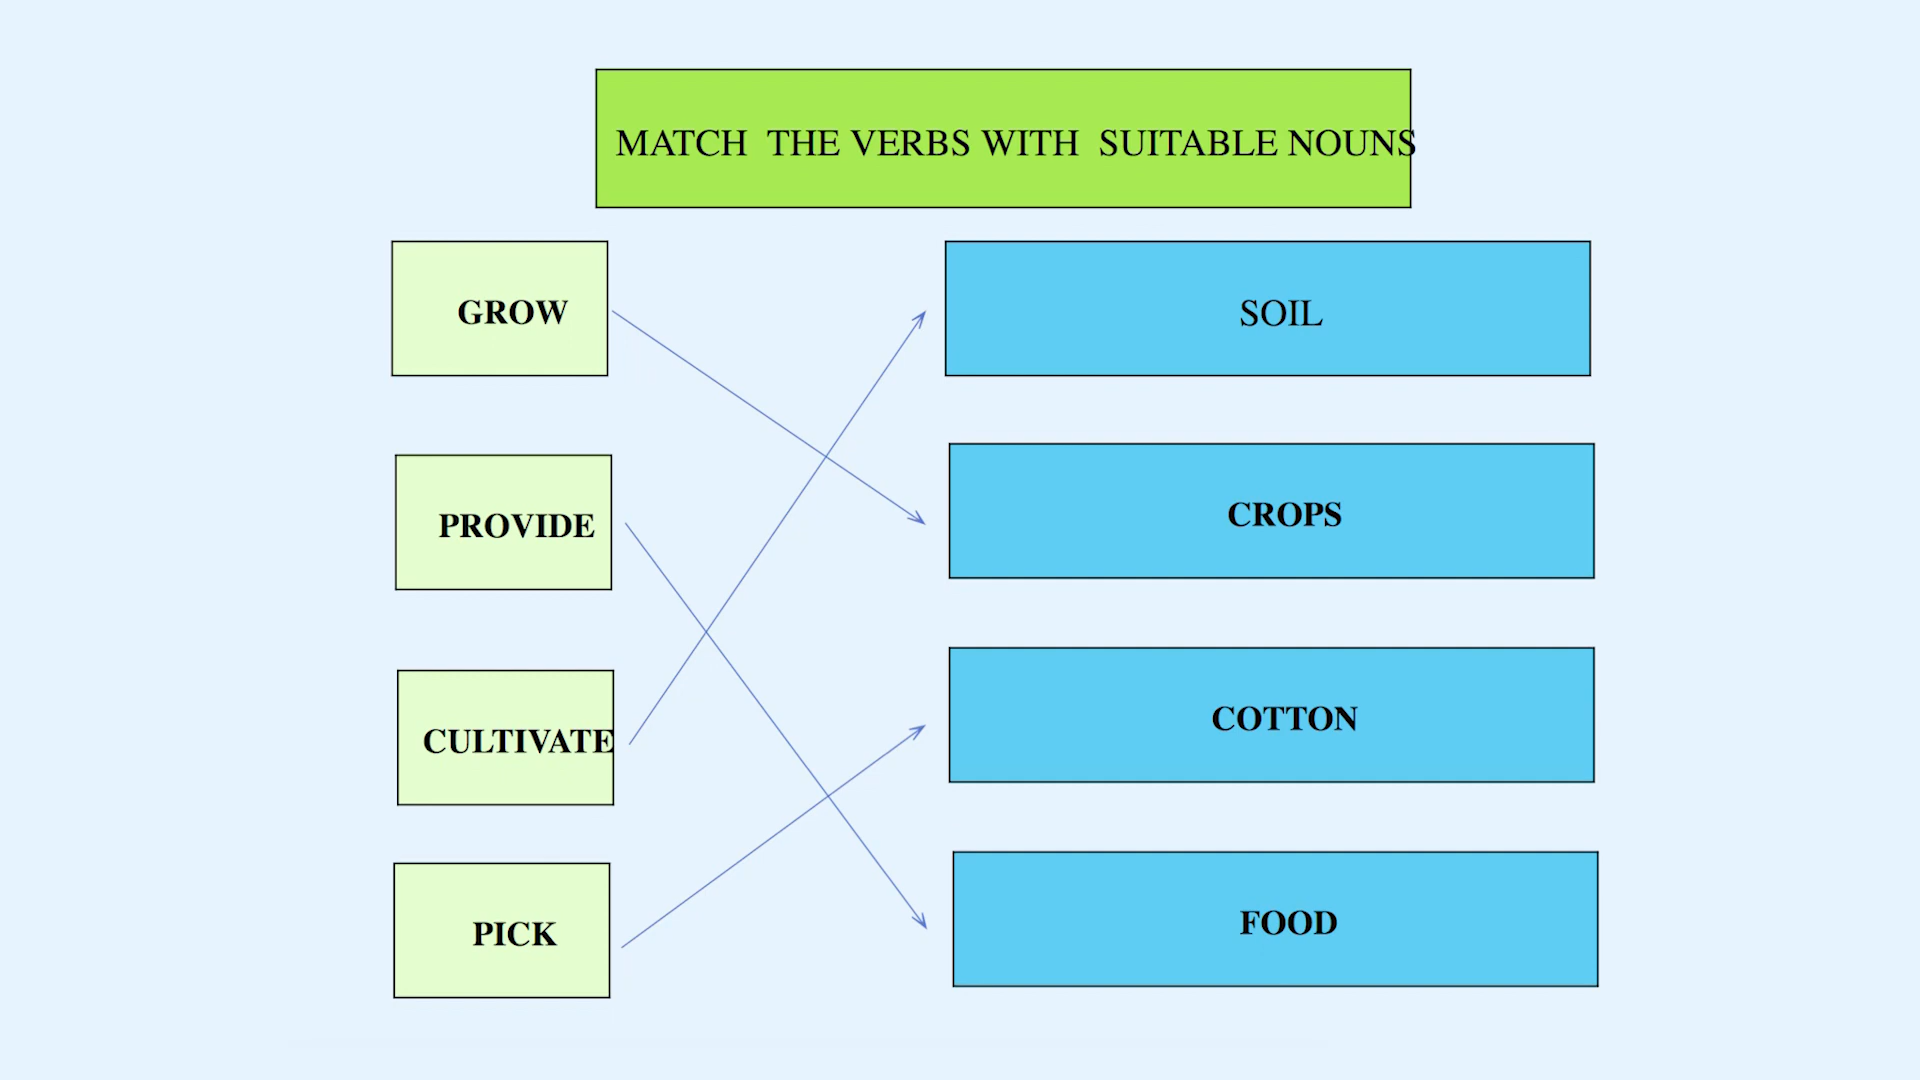 MATCH THE VERBS WITH SUITABLE NOUNS
GROW
SOIL
PROVIDE
CROPS
CULTIVATE
COTTON
PICK
FOOD